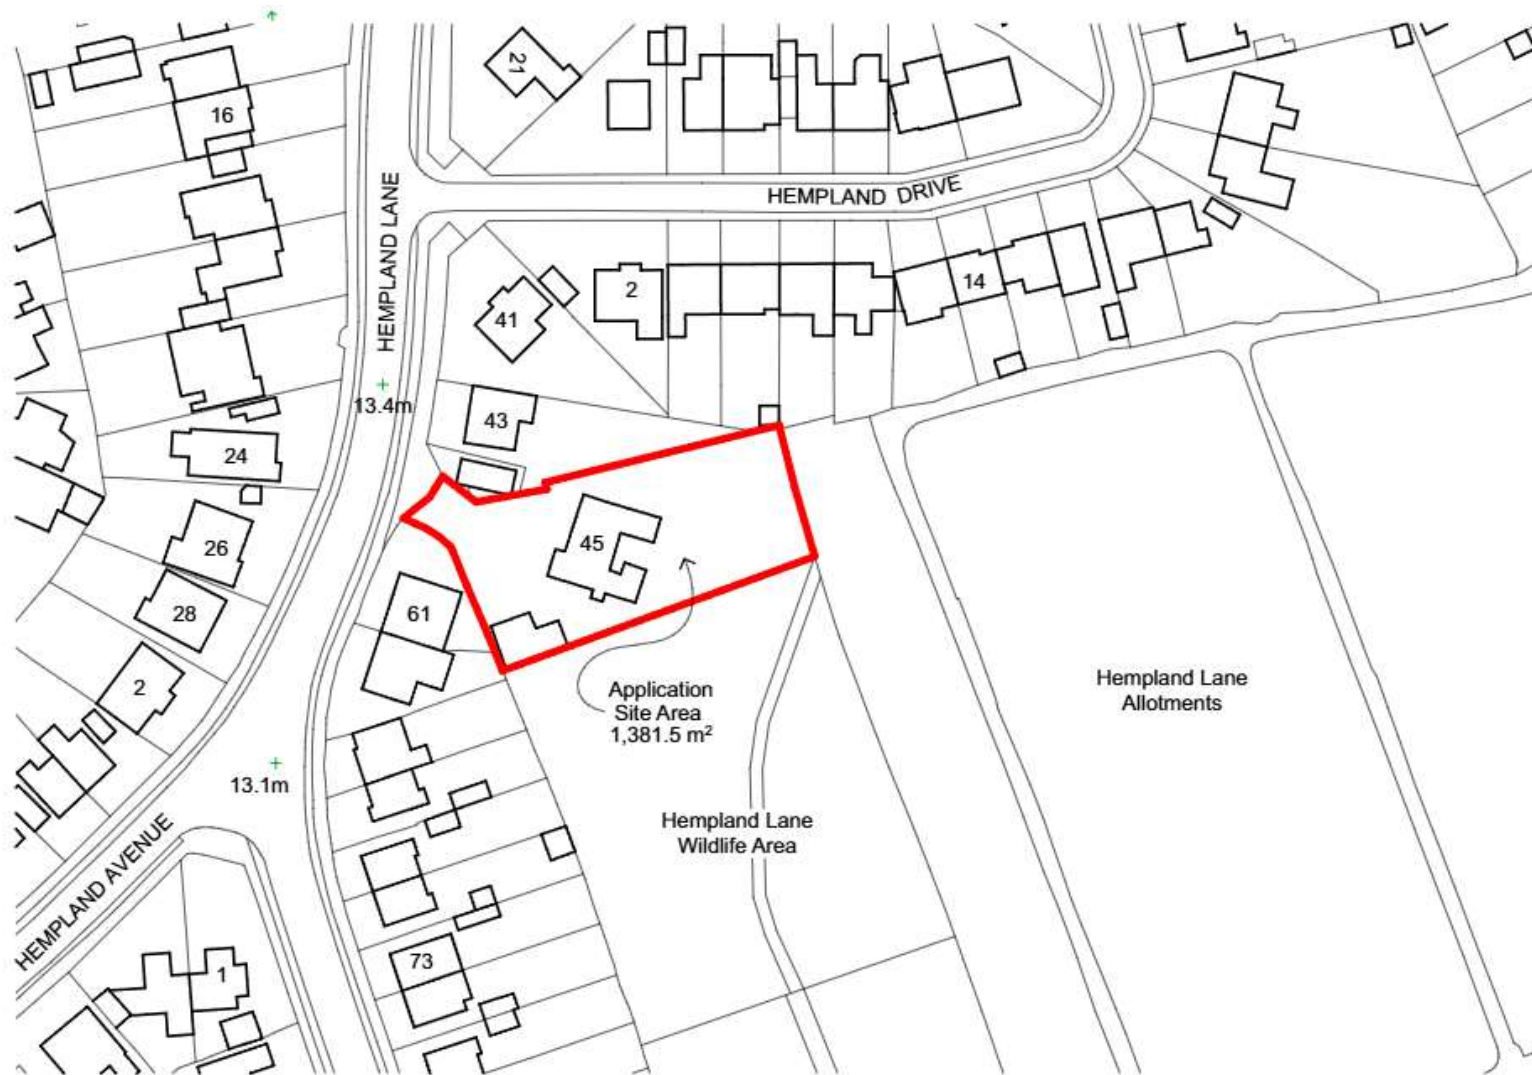 21
16
HEMPLAND DRIVE
HEMPLAND LANE
41
2
14
13.4m
43
24
45
26
28
61
2
Application
Site Area
1,381.5 m²
Hempland Lane
Allotments
13.1m
Hempland Lane
Wildlife Area
HEMPLAND AVENUE
73
1